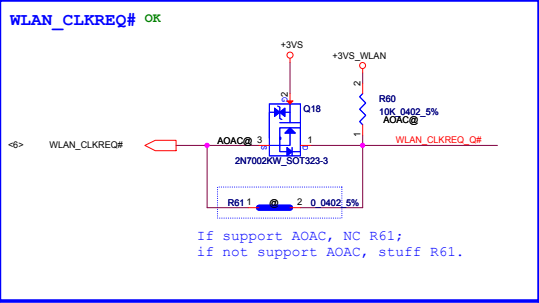 WLAN_CLKREQ# OK
+3VS
+3VS_WLAN
2
G
Q18
2
R60
10K_0402_5%
AOAC@
<6>
WLAN_CLKREQ#
AOAC@ 3
S
D
1
1
WLAN_CLKREQ_Q#
2N7002KW_SOT323-3
R61 1 @ 2 0_0402_5%
If support AOAC, NC R61;
if not support AOAC, stuff R61.